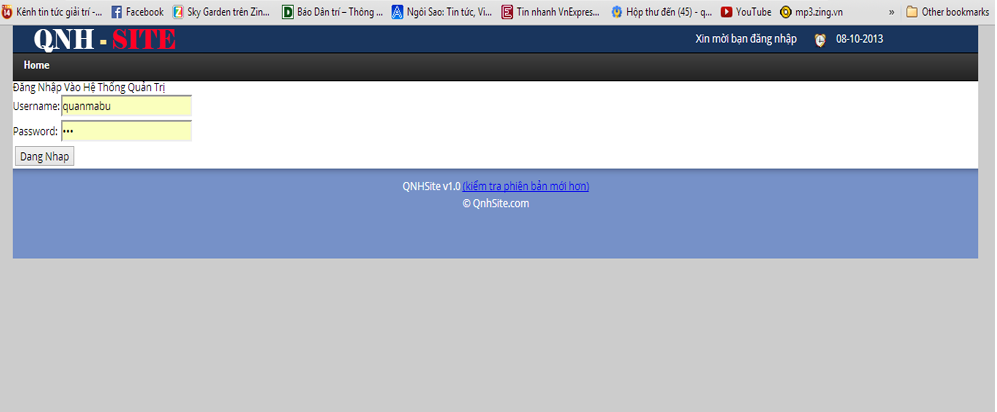 Kênh tin tức giải trí -... Facebook Sky Garden trên Zin... Báo Dân trí – Thông ... Ngôi Sao: Tin tức, Vi... Tin nhanh VnExpres... Hộp thư đến (45) - q... YouTube mp3.zing.vn » Other bookmarks
QNH - SITE Xin mời bạn đăng nhập 08-10-2013
Home
Đăng Nhập Vào Hệ Thống Quản Trị
Username: quanmabu
Password: •••
Dang Nhap
QNHSite v1.0 (kiểm tra phiên bản mới hơn)
© QnhSite.com